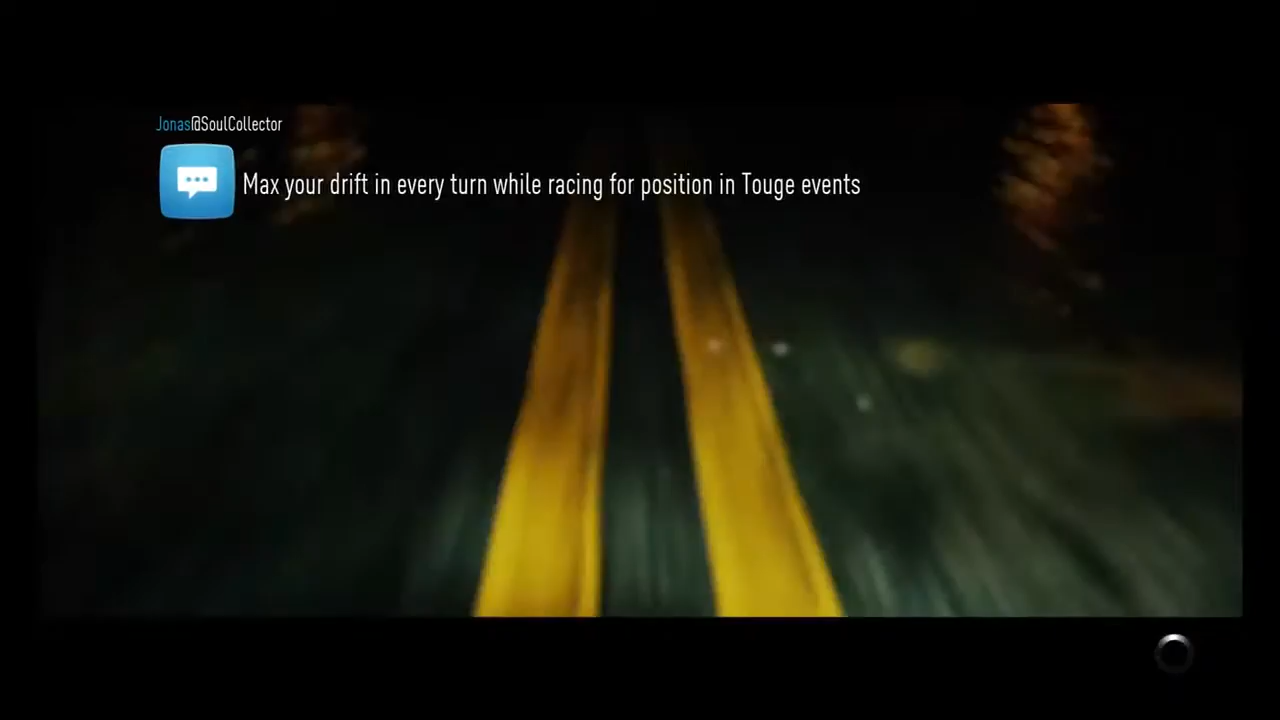 Jonas@SoulCollector
Max your drift in every turn while racing for position in Touge events